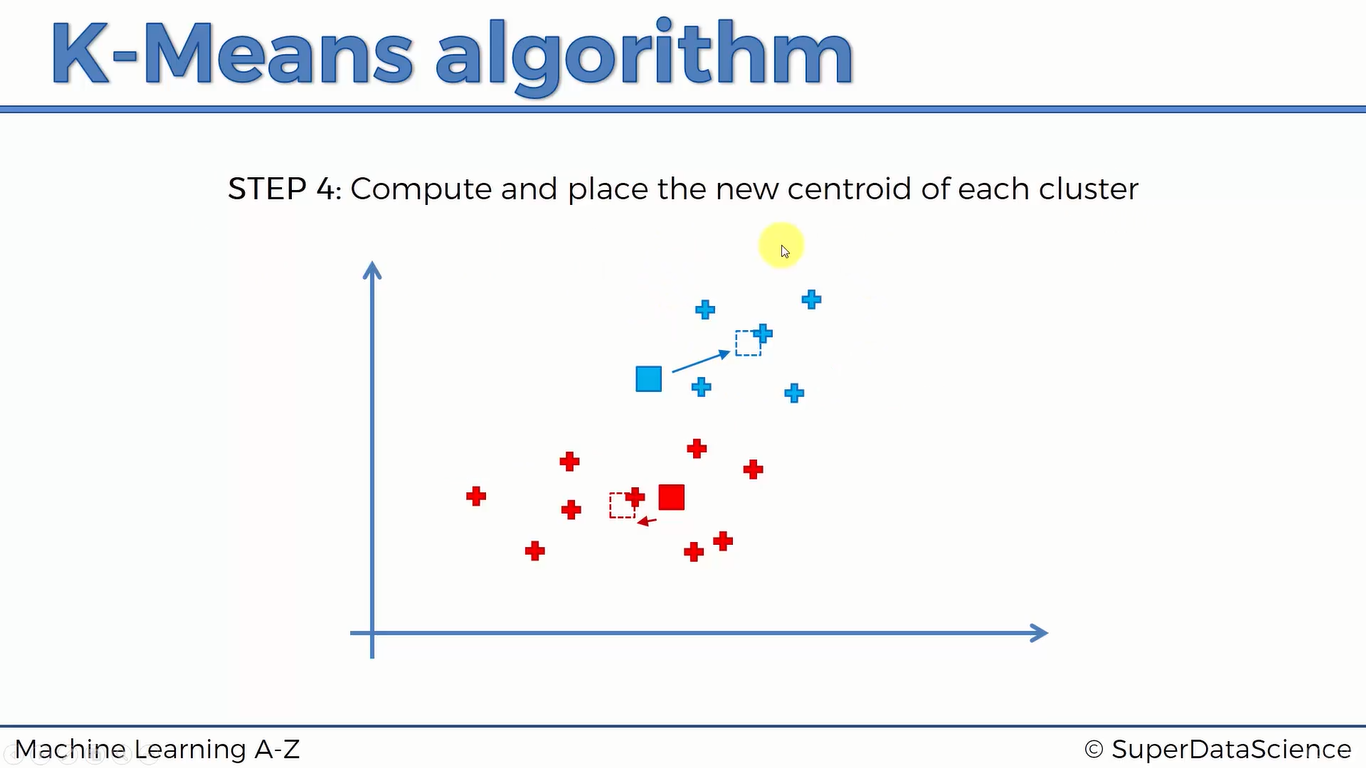 K-Means algorithm
STEP 4: Compute and place the new centroid of each cluster
Machine Learning A-Z
© SuperDataScience